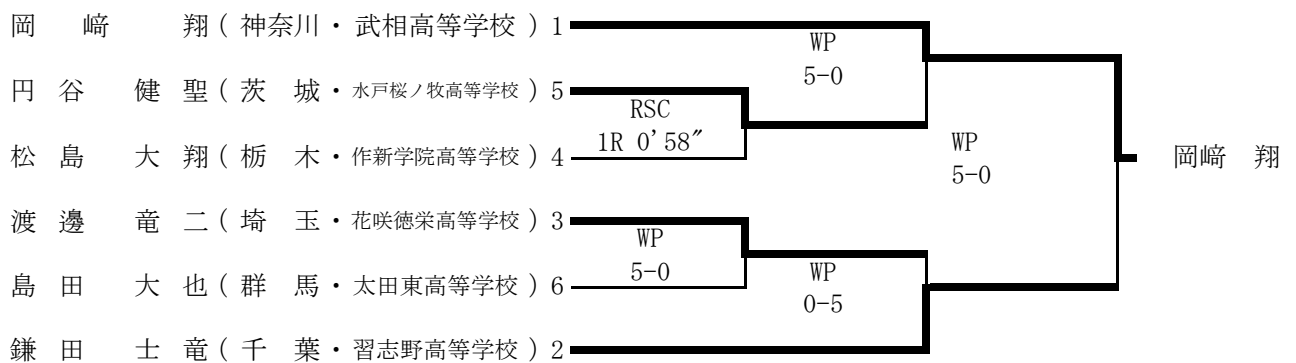 岡 﨑 翔 ( 神奈川 ・ 武相高等学校 ) 1
WP
5-0
円 谷 健 聖 ( 茨 城 ・ 水戸桜ノ牧高等学校 ) 5
RSC
1R 0'58″
松 島 大 翔 ( 栃 木 ・ 作新学院高等学校 ) 4
WP
5-0
岡﨑 翔
渡 邊 竜 二 ( 埼 玉 ・ 花咲徳栄高等学校 ) 3
WP
5-0
島 田 大 也 ( 群 馬 ・ 太田東高等学校 ) 6
WP
0-5
鎌 田 士 竜 ( 千 葉 ・ 習志野高等学校 ) 2